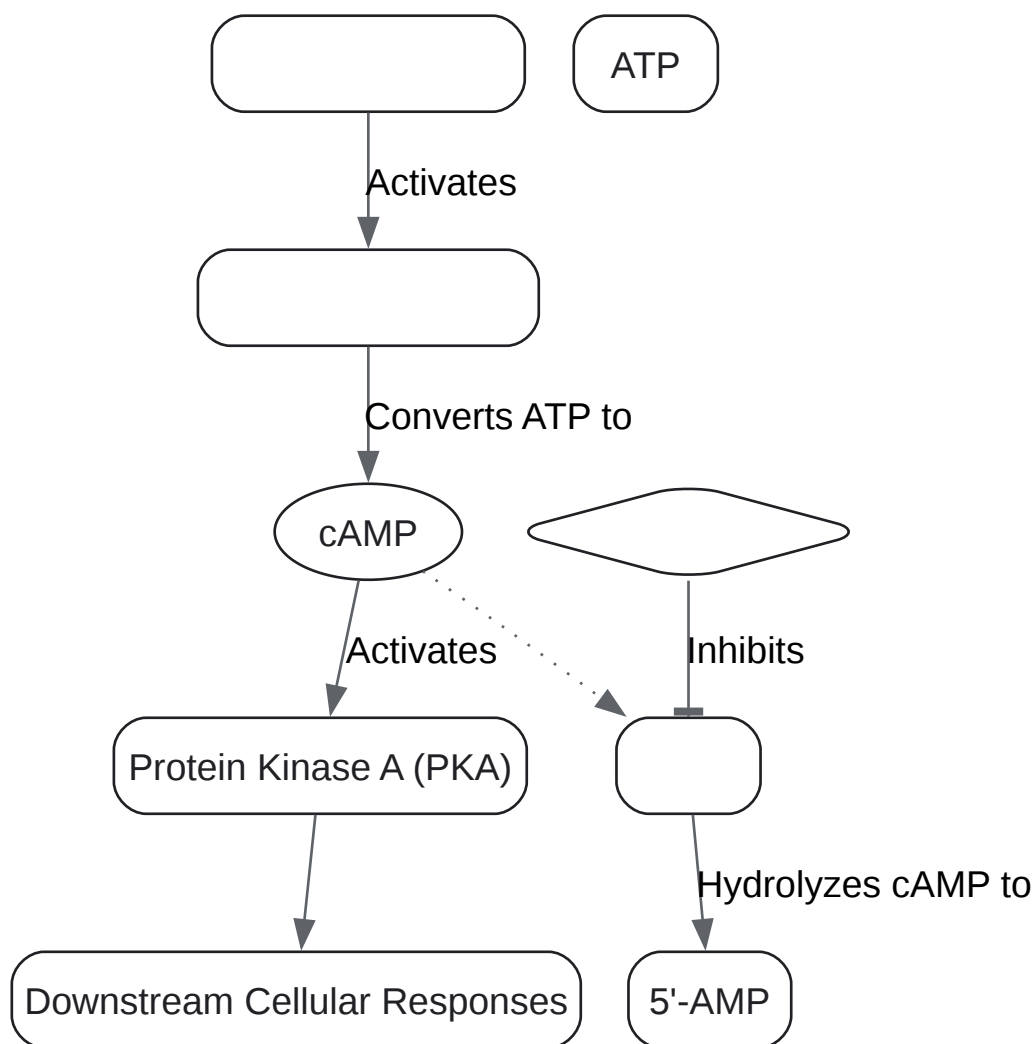 ATP
Activates
Converts ATP to
cAMP
Activates
Inhibits
Protein Kinase A (PKA)
Hydrolyzes cAMP to
Downstream Cellular Responses
5'-AMP